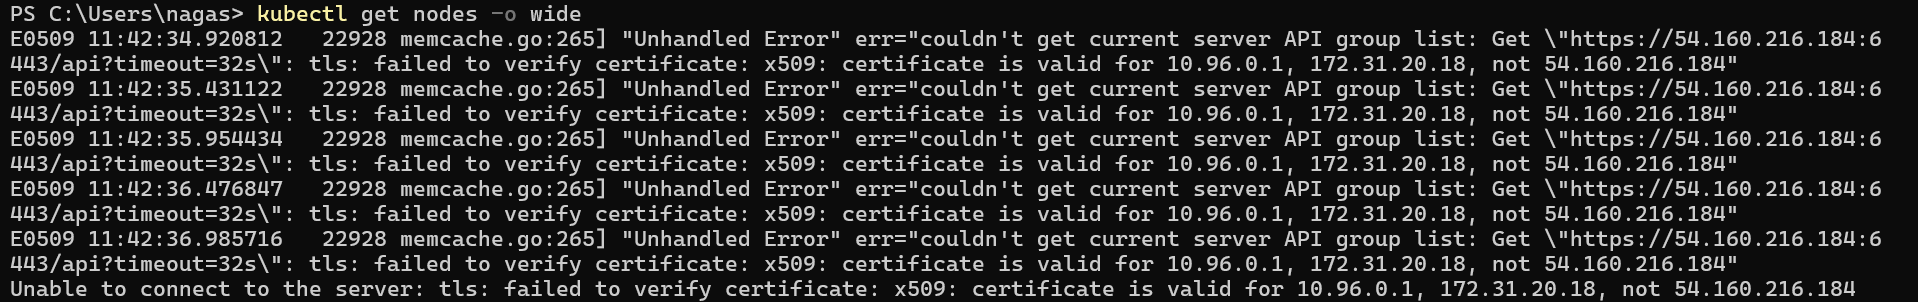 PS C:\Users\nagas> kubectl get nodes -o wide
E0509 11:42:34.920812   22928 memcache.go:265] "Unhandled Error" err="couldn't get current server API group list: Get \"https://54.160.216.184:6
443/api?timeout=32s\": tls: failed to verify certificate: x509: certificate is valid for 10.96.0.1, 172.31.20.18, not 54.160.216.184"
E0509 11:42:35.431122   22928 memcache.go:265] "Unhandled Error" err="couldn't get current server API group list: Get \"https://54.160.216.184:6
443/api?timeout=32s\": tls: failed to verify certificate: x509: certificate is valid for 10.96.0.1, 172.31.20.18, not 54.160.216.184"
E0509 11:42:35.954434   22928 memcache.go:265] "Unhandled Error" err="couldn't get current server API group list: Get \"https://54.160.216.184:6
443/api?timeout=32s\": tls: failed to verify certificate: x509: certificate is valid for 10.96.0.1, 172.31.20.18, not 54.160.216.184"
E0509 11:42:36.476847   22928 memcache.go:265] "Unhandled Error" err="couldn't get current server API group list: Get \"https://54.160.216.184:6
443/api?timeout=32s\": tls: failed to verify certificate: x509: certificate is valid for 10.96.0.1, 172.31.20.18, not 54.160.216.184"
E0509 11:42:36.985716   22928 memcache.go:265] "Unhandled Error" err="couldn't get current server API group list: Get \"https://54.160.216.184:6
443/api?timeout=32s\": tls: failed to verify certificate: x509: certificate is valid for 10.96.0.1, 172.31.20.18, not 54.160.216.184"
Unable to connect to the server: tls: failed to verify certificate: x509: certificate is valid for 10.96.0.1, 172.31.20.18, not 54.160.216.184